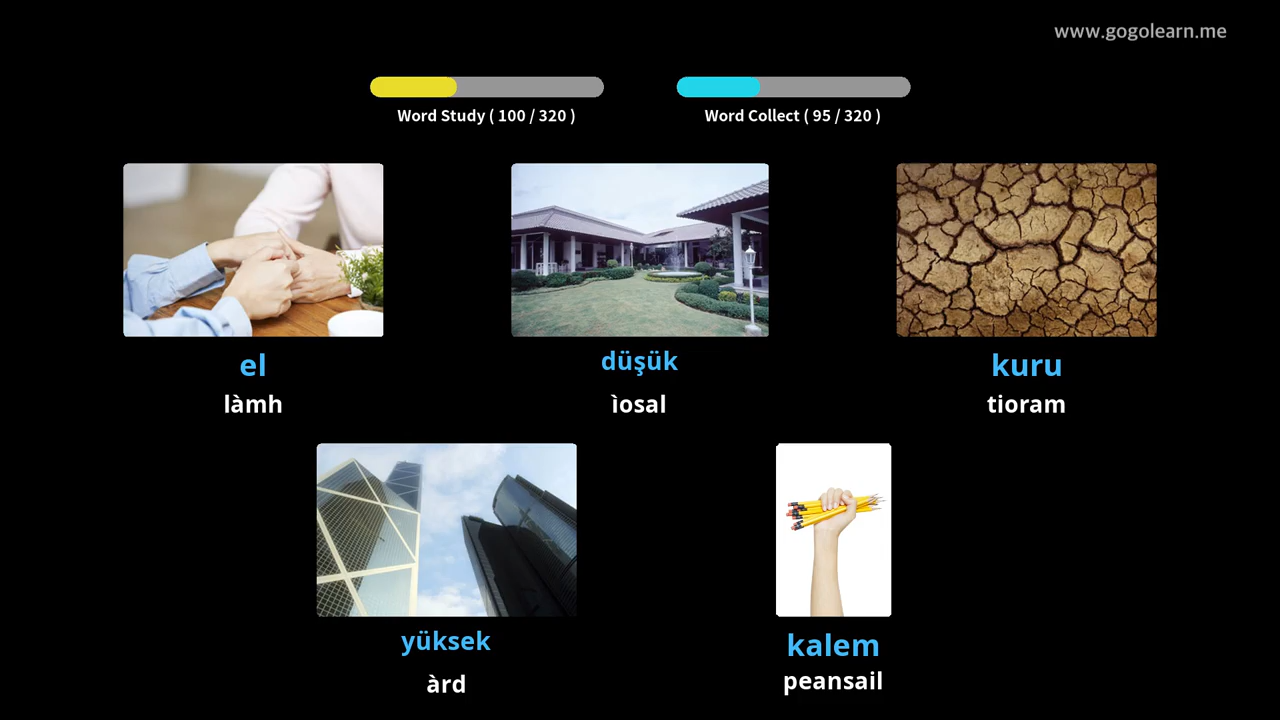 www.gogolearn.me
Word Study ( 100 / 320 )
Word Collect ( 95 / 320 )
el
làmh
düşük
ìosal
kuru
tioram
yüksek
àrd
kalem
peansail